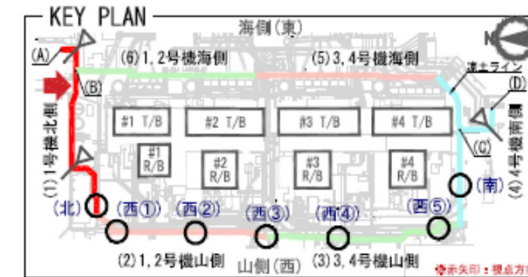 KEY PLAN
海側(東)
(A)
(6)1,2号機海側
(5)3,4号機海側
凍土ライン
(B)
(D)
#1 T/B
#2 T/B
#3 T/B
#4 T/B
(C)
(1)1号機北側
(4)4号機南側
#1
R/B
#2
R/B
#3
R/B
#4
R/B
(北)
(西①)
(西②)
(西③)
(西④)
(西⑤)
(南)
(2)1,2号機山側
山側(西)
(3)3,4号機山側
※赤矢印:視点方